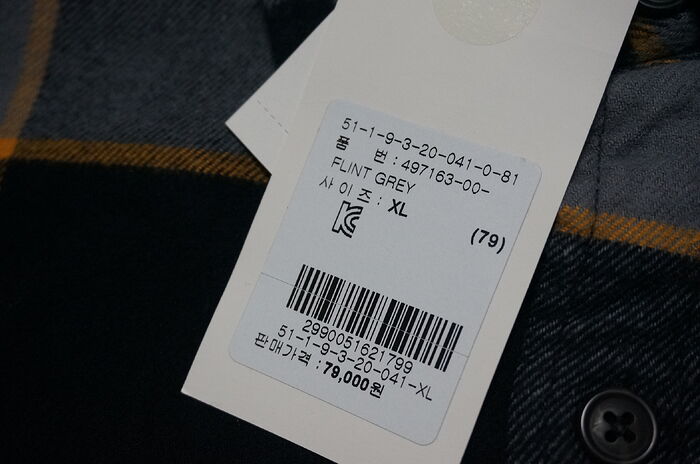 51-1-9-3-20-041-0-81
품 번 : 497163-00-
FLINT GREY
사 이 즈 : XL
(79)
2990051621799
51-1-9-3-20-041-XL
판매가격 : 79,000원